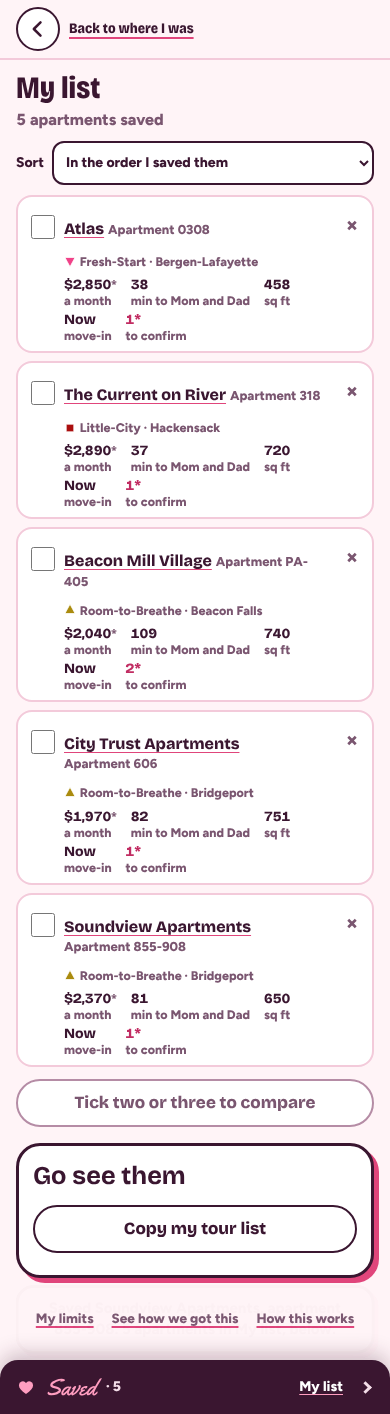 Back to where I was
My list
5 apartments saved
Sort In the order I saved them
Atlas Apartment 0308 ×
Fresh-Start · Bergen-Lafayette
$2,850* 38 458
a month min to Mom and Dad sq ft
Now 1*
move-in to confirm
The Current on River Apartment 318 ×
Little-City · Hackensack
$2,890* 37 720
a month min to Mom and Dad sq ft
Now 1*
move-in to confirm
Beacon Mill Village Apartment PA- ×
405
Room-to-Breathe · Beacon Falls
$2,040* 109 740
a month min to Mom and Dad sq ft
Now 2*
move-in to confirm
City Trust Apartments ×
Apartment 606
Room-to-Breathe · Bridgeport
$1,970* 82 751
a month min to Mom and Dad sq ft
Now 1*
move-in to confirm
Soundview Apartments ×
Apartment 855-908
Room-to-Breathe · Bridgeport
$2,370* 81 650
a month min to Mom and Dad sq ft
Now 1*
move-in to confirm
Tick two or three to compare
Go see them
Copy my tour list
My limits See how we got this How this works
Saved · 5 My list